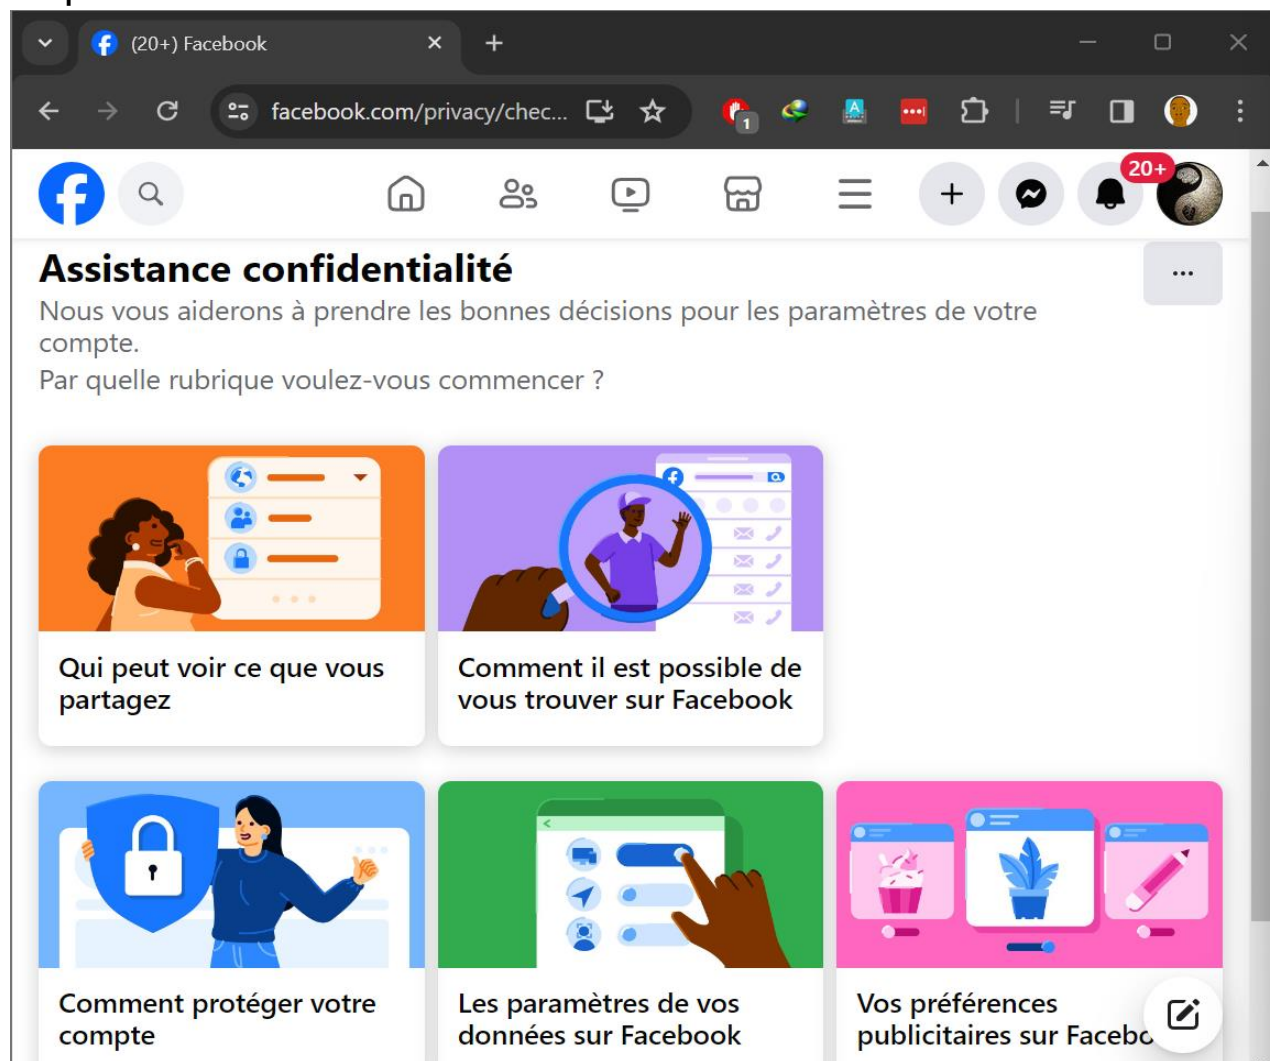 (20+) Facebook
facebook.com/privacy/chec...
1
20+
Assistance confidentialité
Nous vous aiderons à prendre les bonnes décisions pour les paramètres de votre
compte.
Par quelle rubrique voulez-vous commencer ?
Qui peut voir ce que vous
partagez
Comment il est possible de
vous trouver sur Facebook
Comment protéger votre
compte
Les paramètres de vos
données sur Facebook
Vos préférences
publicitaires sur Facebo